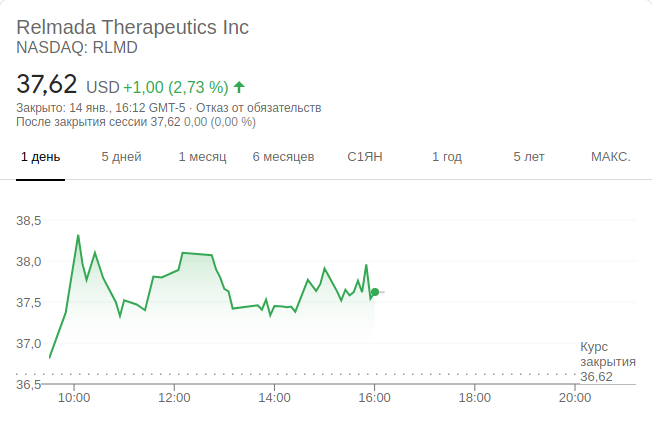 Relmada Therapeutics Inc
NASDAQ: RLMD
37,62 USD +1,00 (2,73 %)
Закрыто: 14 янв., 16:12 GMT-5 · Отказ от обязательств
После закрытия сессии 37,62 0,00 (0,00 %)
1 день 5 дней 1 месяц 6 месяцев С1ЯН 1 год 5 лет МАКС.
38,5
38,0
37,5
37,0
Курс
закрытия
36,62
36,5
10:00 12:00 14:00 16:00 18:00 20:00